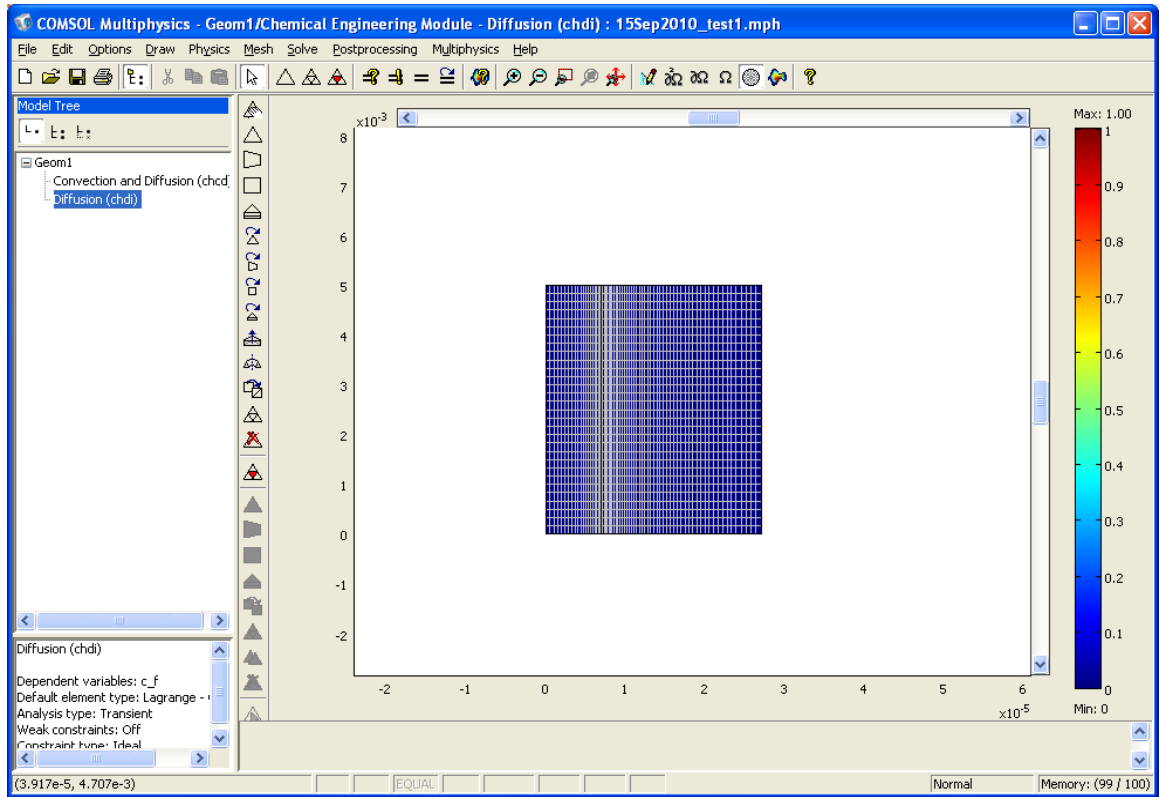 COMSOL Multiphysics - Geom1/Chemical Engineering Module - Diffusion (chdi) : 15Sep2010_test1.mph
File Edit Options Draw Physics Mesh Solve Postprocessing Multiphysics Help
Model Tree
Geom1
Convection and Diffusion (chcd)
Diffusion (chdi)
Diffusion (chdi)
Dependent variables: c_f
Default element type: Lagrange -
Analysis type: Transient
Weak constraints: Off
Constraint type: Ideal
x10-3
8
7
6
5
4
3
2
1
0
-1
-2
-2 -1 0 1 2 3 4 5 6
x10-5
Max: 1.00
1
0.9
0.8
0.7
0.6
0.5
0.4
0.3
0.2
0.1
0
Min: 0
(3.917e-5, 4.707e-3) EQUAL Normal Memory: (99 / 100)